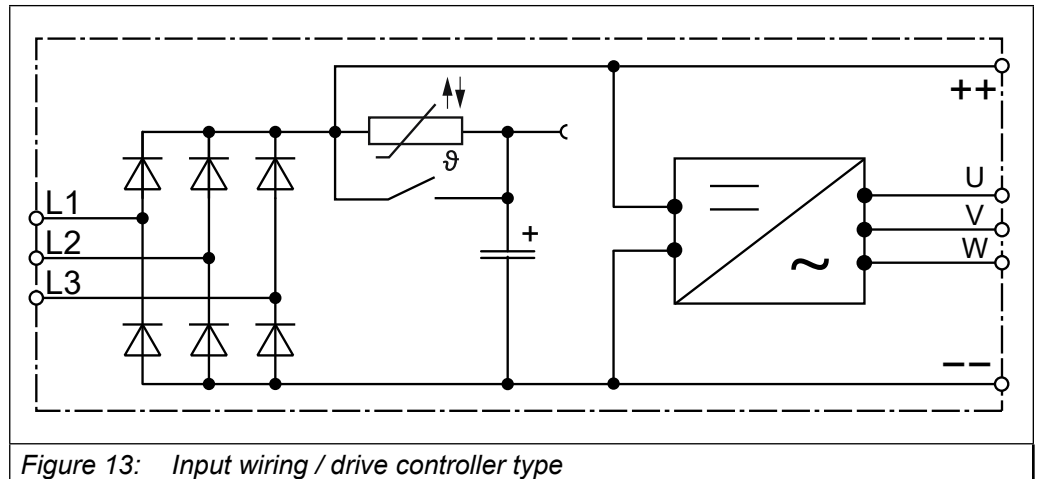 ++
ϑ
L1
U
L2
V
+
W
L3
~
−−
Figure 13: Input wiring / drive controller type